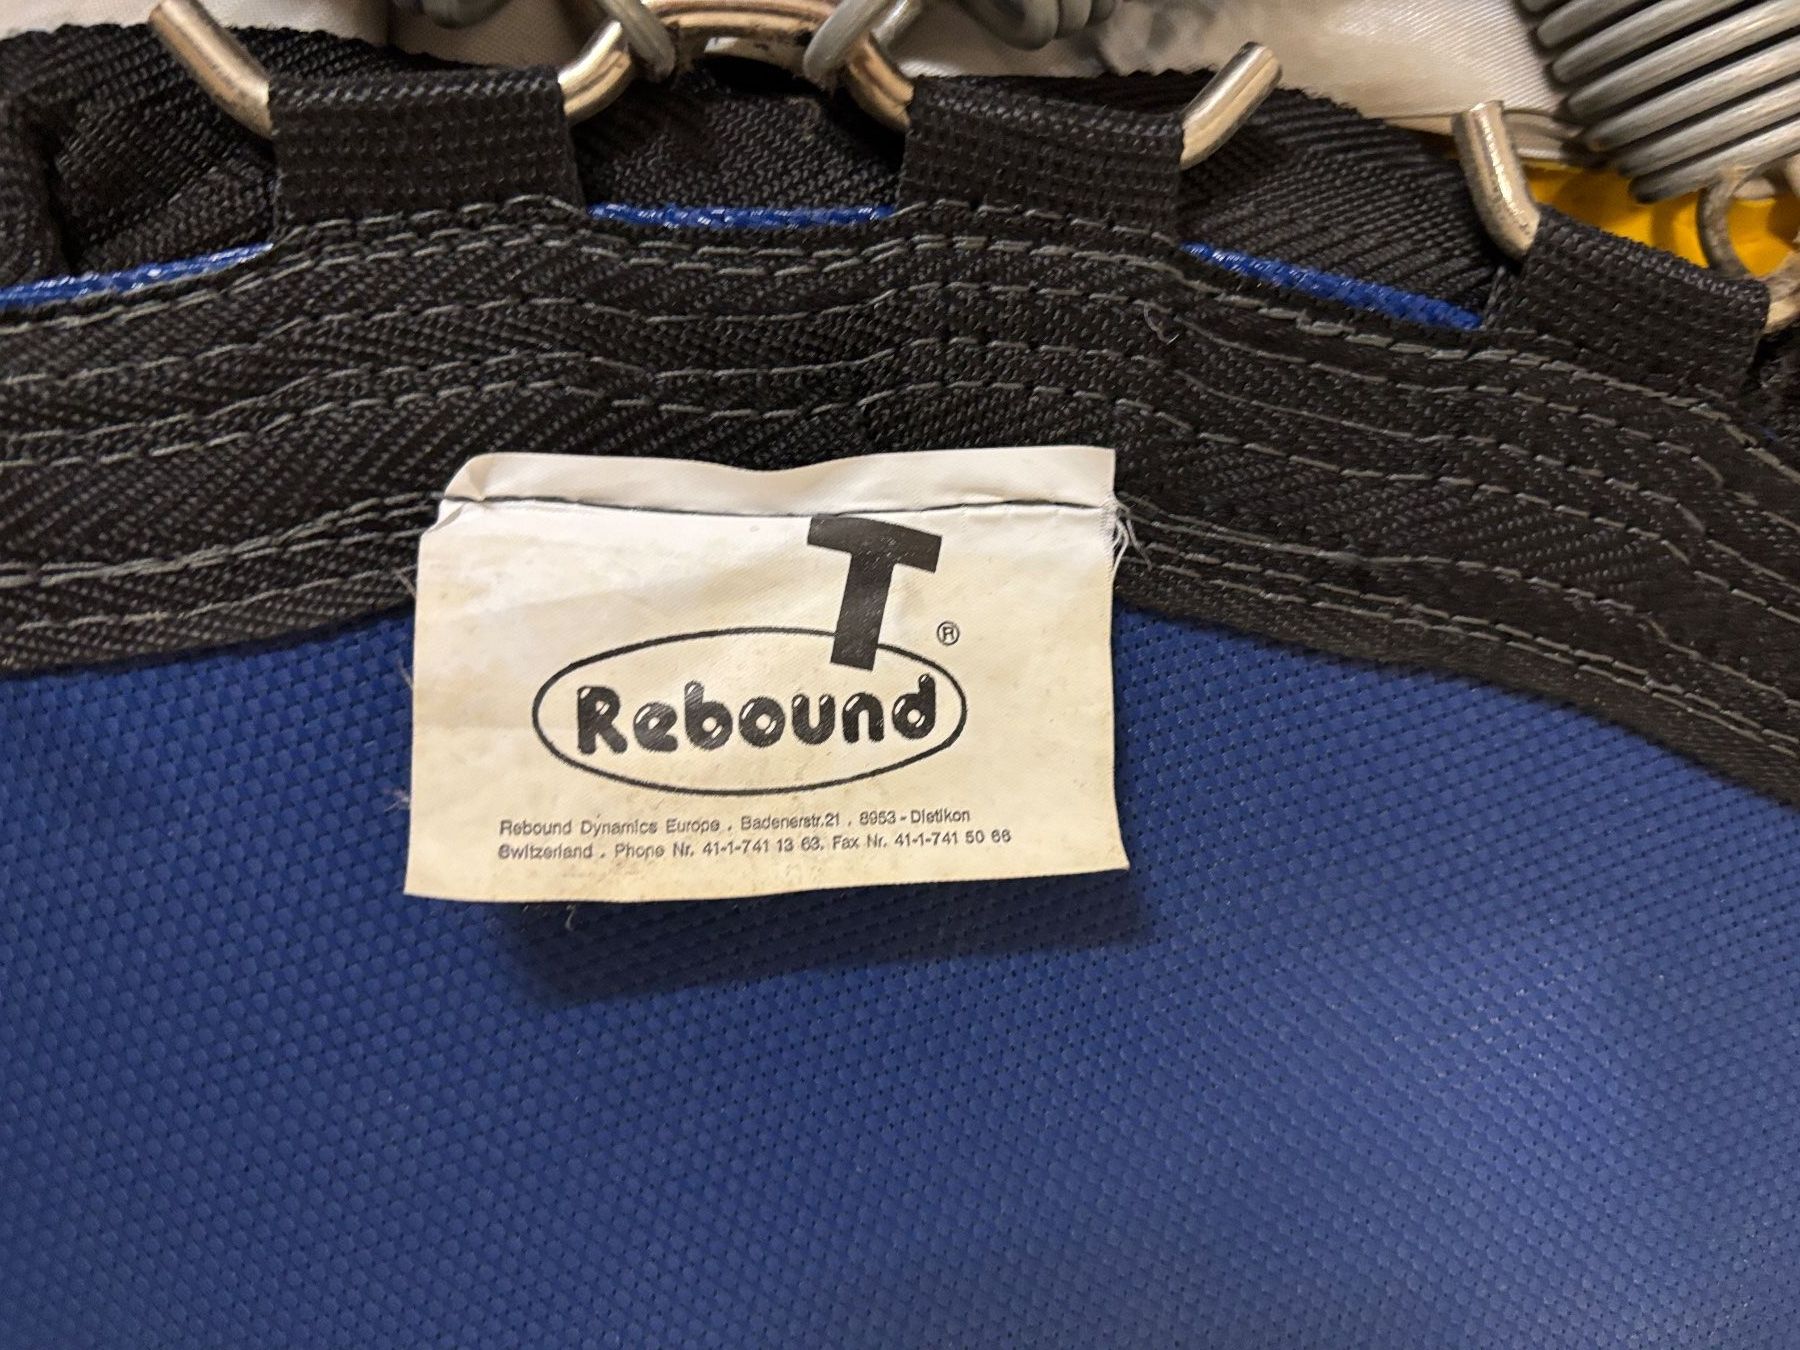 T
®
Rebound
Rebound Dynamics Europe . Badenerstr.21 . 8953 - Dietikon
Switzerland . Phone Nr. 41-1-741 13 63. Fax Nr. 41-1-741 50 66